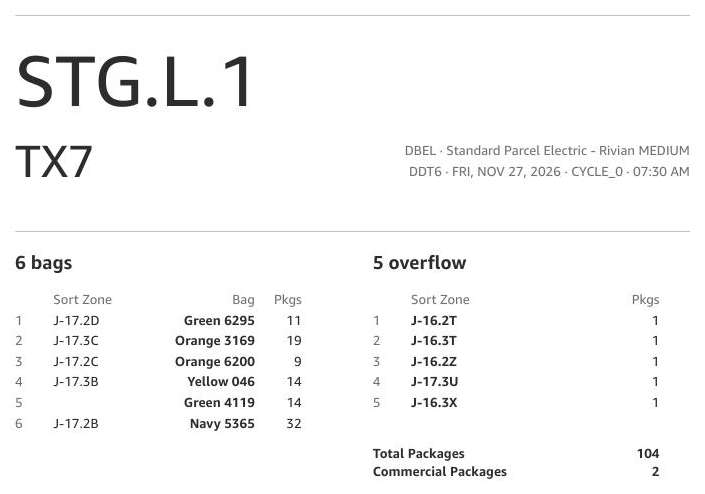 STG.L.1
TX7
DBEL · Standard Parcel Electric - Rivian MEDIUM
DDT6 · FRI, NOV 27, 2026 · CYCLE_0 · 07:30 AM
6 bags
Sort Zone Bag Pkgs
1 J-17.2D Green 6295 11
2 J-17.3C Orange 3169 19
3 J-17.2C Orange 6200 9
4 J-17.3B Yellow 046 14
5 Green 4119 14
6 J-17.2B Navy 5365 32
5 overflow
Sort Zone Pkgs
1 J-16.2T 1
2 J-16.3T 1
3 J-16.2Z 1
4 J-17.3U 1
5 J-16.3X 1
Total Packages 104
Commercial Packages 2